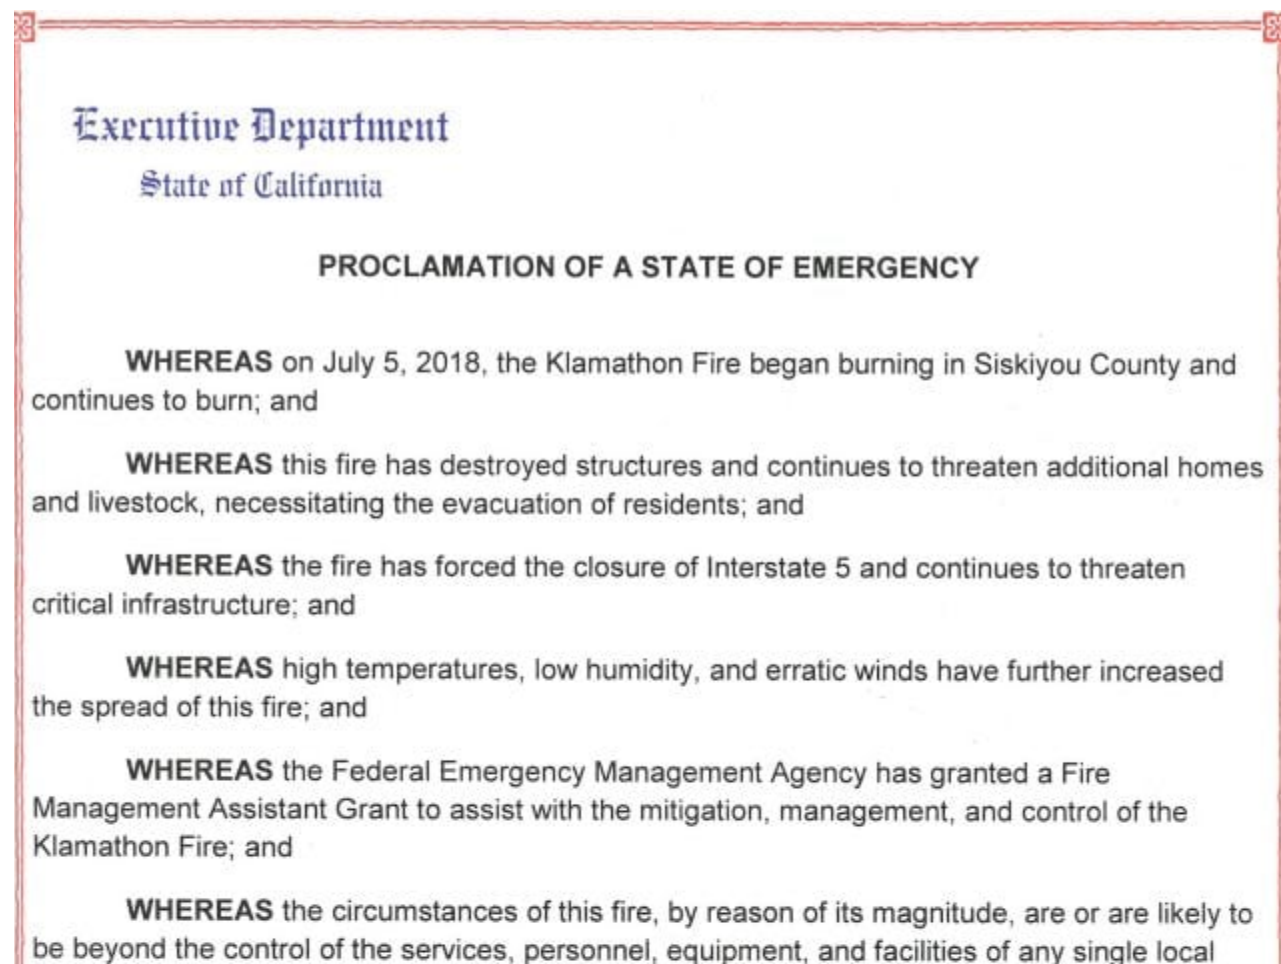 Executive Department
State of California
PROCLAMATION OF A STATE OF EMERGENCY
WHEREAS on July 5, 2018, the Klamathon Fire began burning in Siskiyou County and
continues to burn; and
WHEREAS this fire has destroyed structures and continues to threaten additional homes
and livestock, necessitating the evacuation of residents; and
WHEREAS the fire has forced the closure of Interstate 5 and continues to threaten
critical infrastructure; and
WHEREAS high temperatures, low humidity, and erratic winds have further increased
the spread of this fire; and
WHEREAS the Federal Emergency Management Agency has granted a Fire
Management Assistant Grant to assist with the mitigation, management, and control of the
Klamathon Fire; and
WHEREAS the circumstances of this fire, by reason of its magnitude, are or are likely to
be beyond the control of the services, personnel, equipment, and facilities of any single local